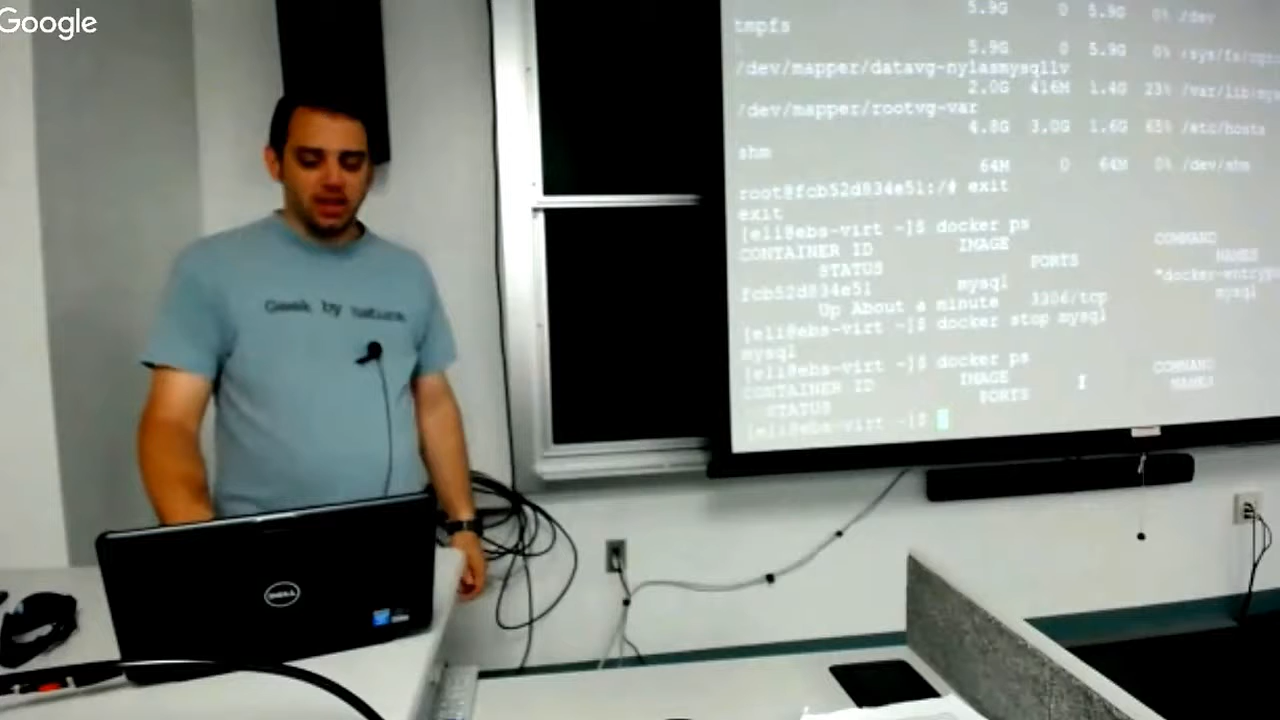 Google
Geek by nature
DELL
5.9G 0 5.9G 0% /dev
tmpfs
5.9G 0 5.9G 0%
/dev/mapper/datavg-nylasmysqllv
2.0G 416M 1.4G 23%
/dev/mapper/rootvg-var
4.8G 3.0G 1.6G 65% /etc/hosts
shm
64M 0 64M 0% /dev/shm
root@fcb52d834e51:/# exit
exit
[eli@ebs-virt ~]$ docker ps
CONTAINER ID IMAGE COMMAND
STATUS PORTS NAMES
fcb52d834e51 mysql
Up About a minute 3306/tcp mysql
[eli@ebs-virt ~]$ docker stop mysql
mysql
[eli@ebs-virt ~]$ docker ps
CONTAINER ID IMAGE COMMAND
STATUS PORTS NAMES
[eli@ebs-virt ~]$